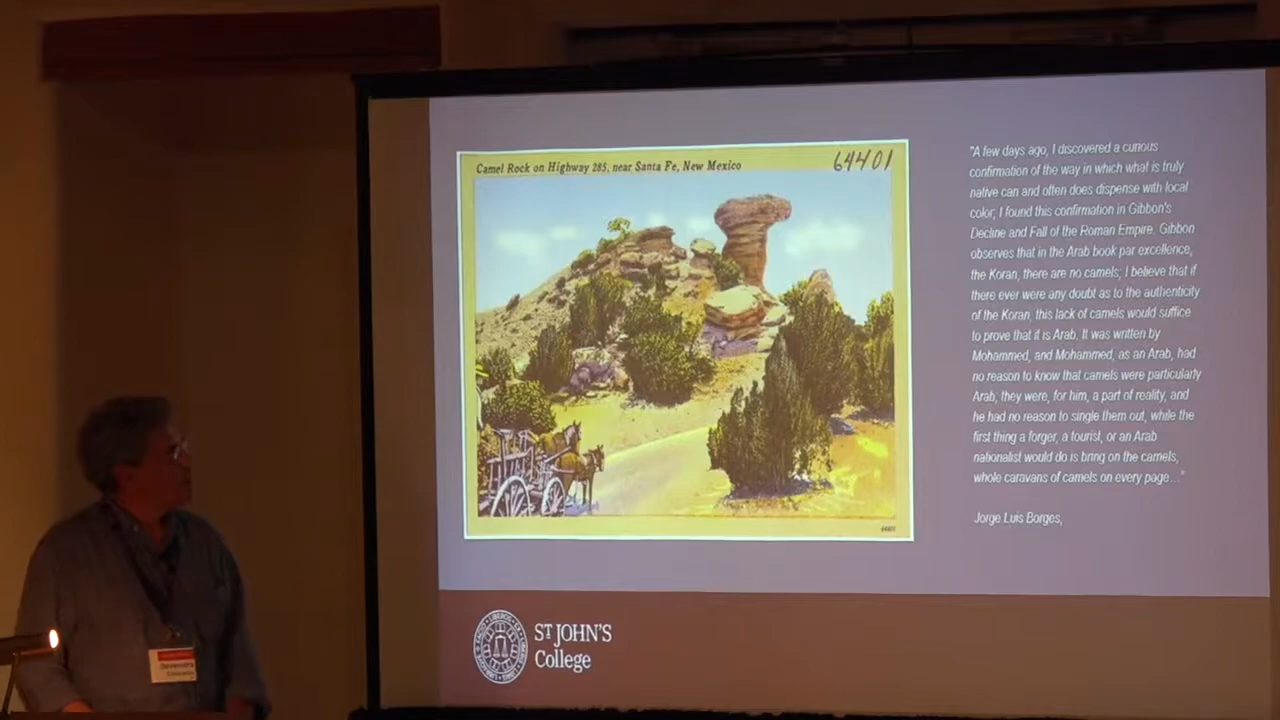 Camel Rock on Highway 285, near Santa Fe, New Mexico
64401
"A few days ago, I discovered a curious
confirmation of the way in which what is truly
native can and often does dispense with local
color; I found this confirmation in Gibbon's
Decline and Fall of the Roman Empire. Gibbon
observes that in the Arab book par excellence,
the Koran, there are no camels; I believe that if
there ever were any doubt as to the authenticity
of the Koran, this lack of camels would suffice
to prove that it is Arab. It was written by
Mohammed, and Mohammed, as an Arab, had
no reason to know that camels were particularly
Arab; they were, for him, a part of reality, and
he had no reason to single them out, while the
first thing a forger, a tourist, or an Arab
nationalist would do is bring on the camels,
whole caravans of camels on every page..."
Jorge Luis Borges,
ST JOHN'S
College